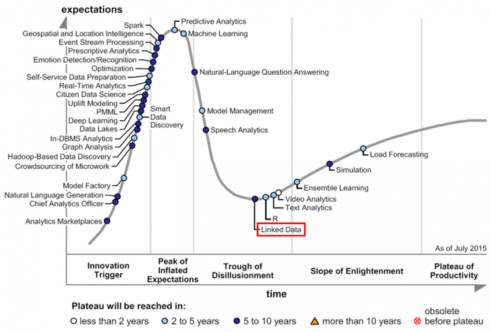 expectations
Predictive Analytics
Spark
Machine Learning
Geospatial and Location Intelligence
Event Stream Processing
Prescriptive Analytics
Emotion Detection/Recognition
Optimization
Natural-Language Question Answering
Self-Service Data Preparation
Real-Time Analytics
Citizen Data Science
Uplift Modeling
PMML
Smart
Data
Discovery
Model Management
Deep Learning
Data Lakes
Speech Analytics
In-DBMS Analytics
Graph Analysis
Hadoop-Based Data Discovery
Crowdsourcing of Microwork
Load Forecasting
Simulation
Model Factory
Ensemble Learning
Natural Language Generation
Video Analytics
Chief Analytics Officer
Text Analytics
R
Analytics Marketplaces
Linked Data
As of July 2015
Innovation
Trigger
Peak of
Inflated
Expectations
Trough of
Disillusionment
Slope of Enlightenment
Plateau of
Productivity
time
Plateau will be reached in:
less than 2 years
2 to 5 years
5 to 10 years
more than 10 years
obsolete
before plateau